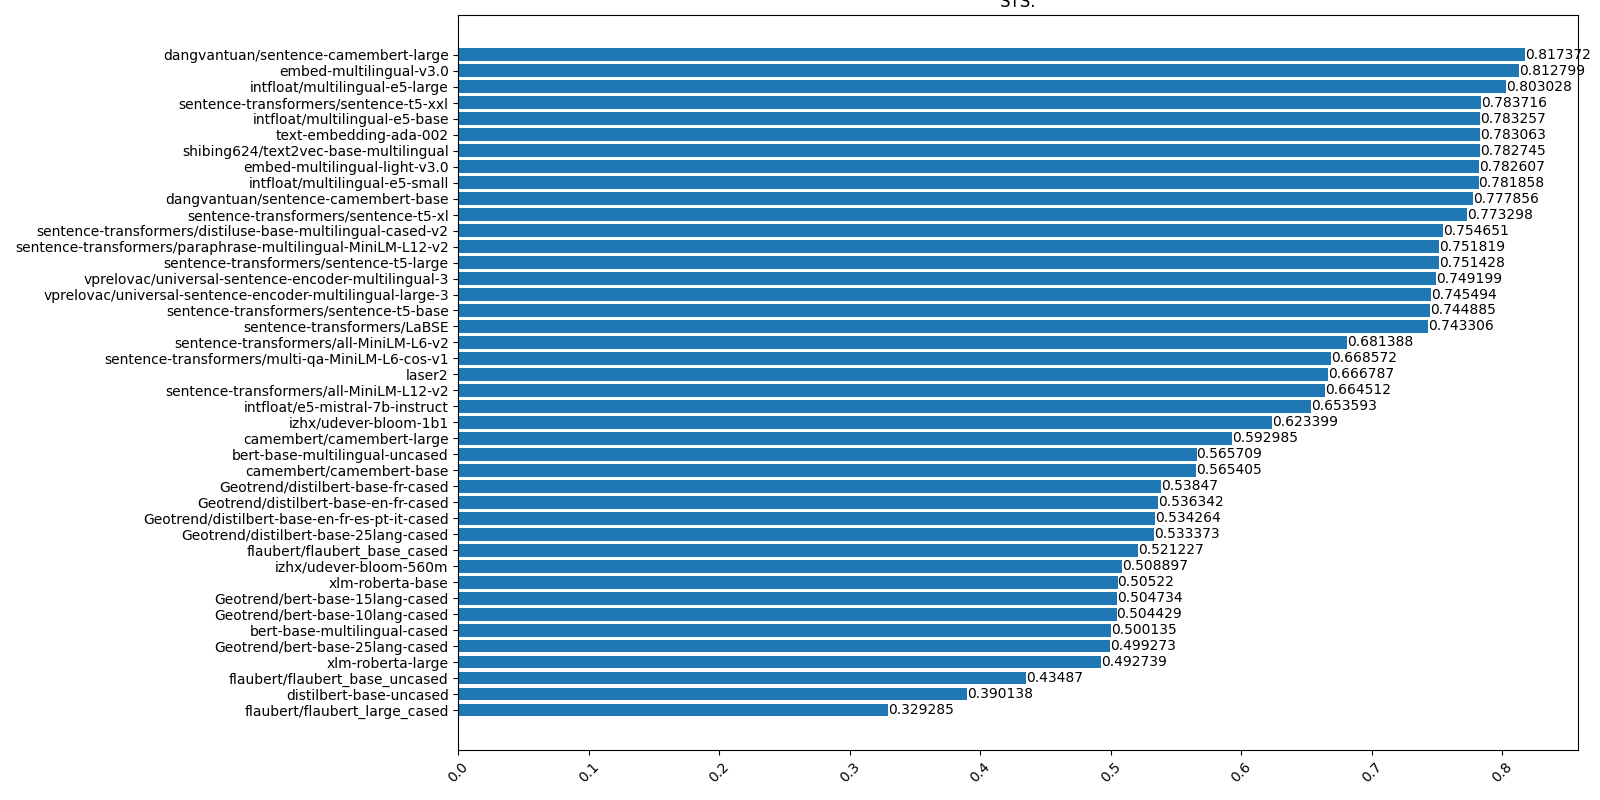 STS.
dangvantuan/sentence-camembert-large 0.817372
embed-multilingual-v3.0 0.812799
intfloat/multilingual-e5-large 0.803028
sentence-transformers/sentence-t5-xxl 0.783716
intfloat/multilingual-e5-base 0.783257
text-embedding-ada-002 0.783063
shibing624/text2vec-base-multilingual 0.782745
embed-multilingual-light-v3.0 0.782607
intfloat/multilingual-e5-small 0.781858
dangvantuan/sentence-camembert-base 0.777856
sentence-transformers/sentence-t5-xl 0.773298
sentence-transformers/distiluse-base-multilingual-cased-v2 0.754651
sentence-transformers/paraphrase-multilingual-MiniLM-L12-v2 0.751819
sentence-transformers/sentence-t5-large 0.751428
vprelovac/universal-sentence-encoder-multilingual-3 0.749199
vprelovac/universal-sentence-encoder-multilingual-large-3 0.745494
sentence-transformers/sentence-t5-base 0.744885
sentence-transformers/LaBSE 0.743306
sentence-transformers/all-MiniLM-L6-v2 0.681388
sentence-transformers/multi-qa-MiniLM-L6-cos-v1 0.668572
laser2 0.666787
sentence-transformers/all-MiniLM-L12-v2 0.664512
intfloat/e5-mistral-7b-instruct 0.653593
izhx/udever-bloom-1b1 0.623399
camembert/camembert-large 0.592985
bert-base-multilingual-uncased 0.565709
camembert/camembert-base 0.565405
Geotrend/distilbert-base-fr-cased 0.53847
Geotrend/distilbert-base-en-fr-cased 0.536342
Geotrend/distilbert-base-en-fr-es-pt-it-cased 0.534264
Geotrend/distilbert-base-25lang-cased 0.533373
flaubert/flaubert_base_cased 0.521227
izhx/udever-bloom-560m 0.508897
xlm-roberta-base 0.50522
Geotrend/bert-base-15lang-cased 0.504734
Geotrend/bert-base-10lang-cased 0.504429
bert-base-multilingual-cased 0.500135
Geotrend/bert-base-25lang-cased 0.499273
xlm-roberta-large 0.492739
flaubert/flaubert_base_uncased 0.43487
distilbert-base-uncased 0.390138
flaubert/flaubert_large_cased 0.329285
0.0 0.1 0.2 0.3 0.4 0.5 0.6 0.7 0.8